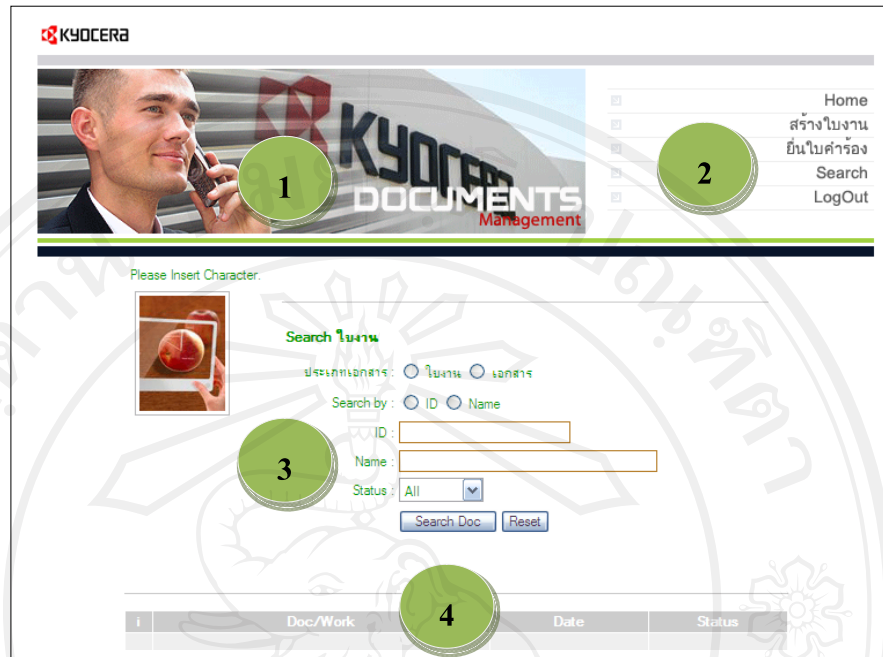 KYOCERA
KYOCERA
DOCUMENTS
Management
1
Home
สร้างใบงาน
ยื่นใบคำร้อง
Search
LogOut
2
Please Insert Character.
Search ใบงาน
ประเภทเอกสาร : ใบงาน เอกสาร
Search by : ID Name
ID :
Name :
3
Status : All
Search Doc Reset
4
i Doc/Work Date Status